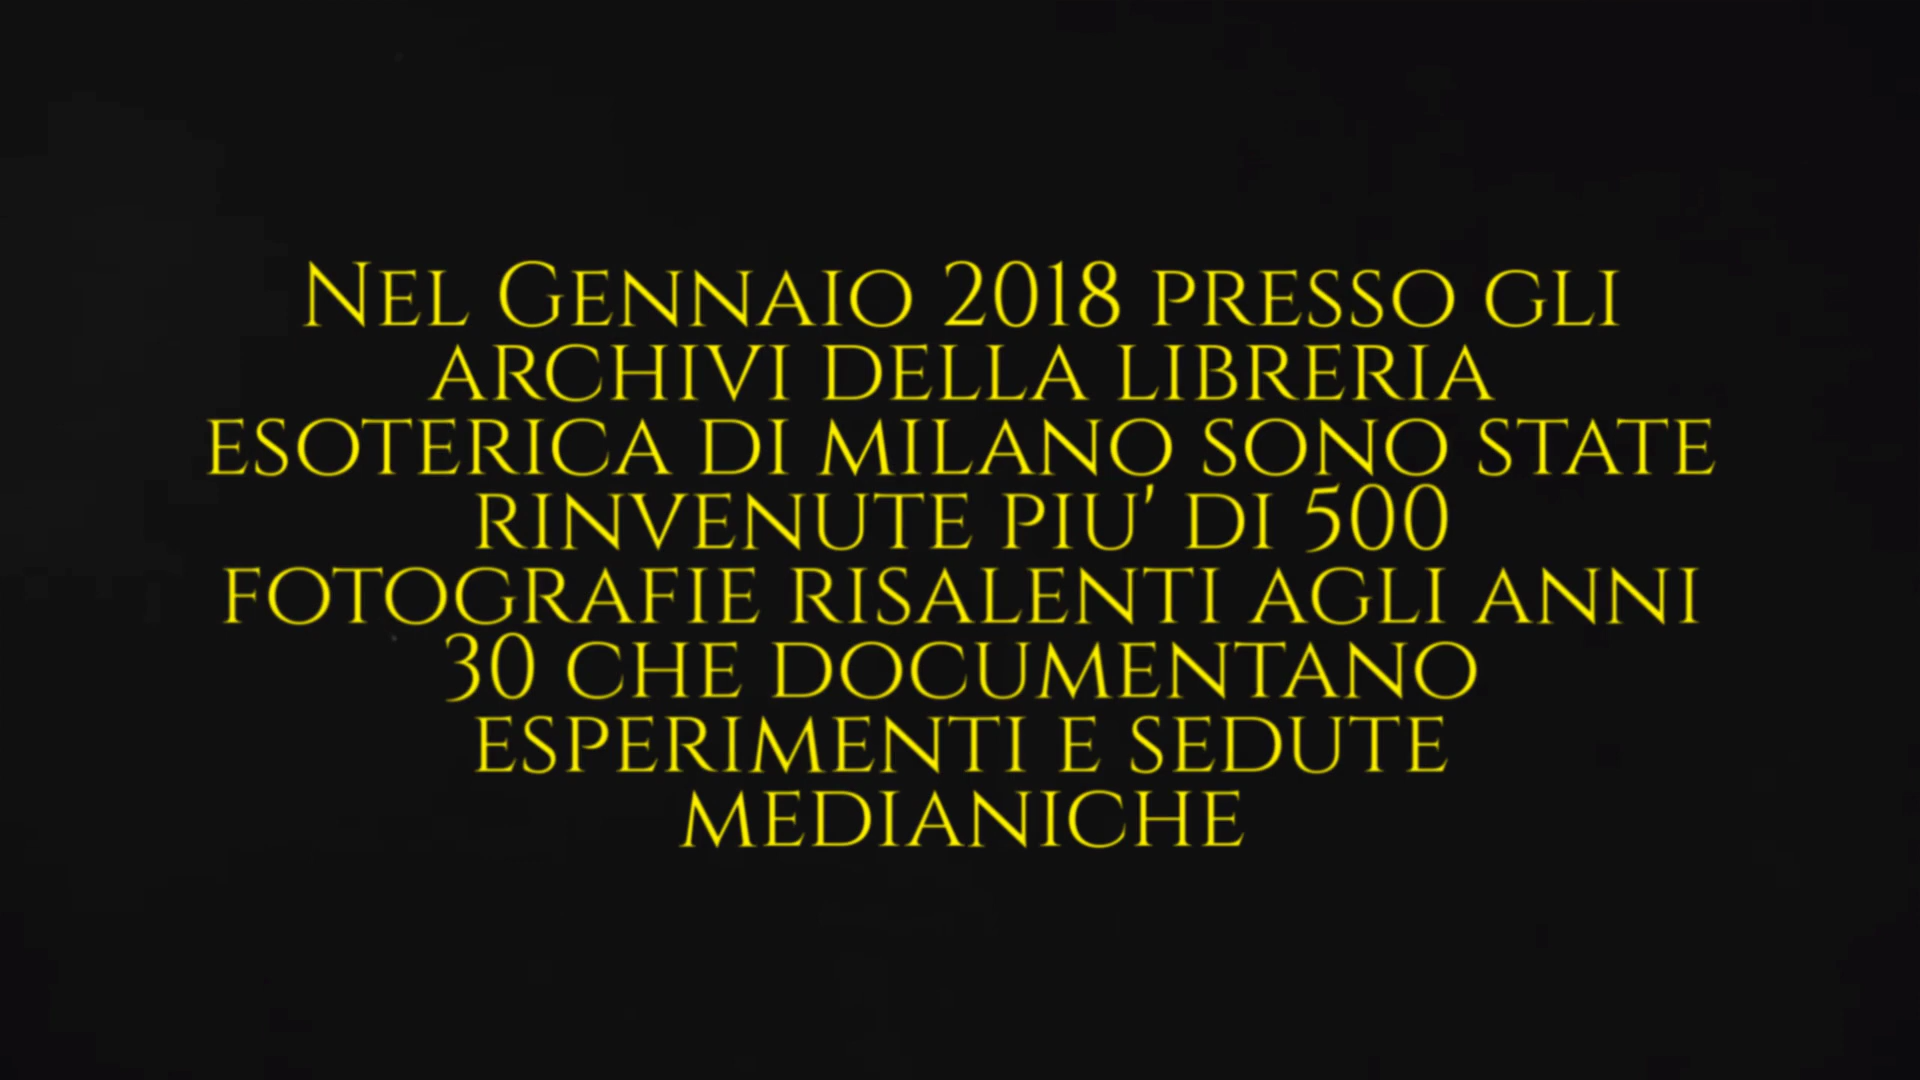 Nel Gennaio 2018 presso gli
archivi della libreria
esoterica di milano sono state
rinvenute piu' di 500
fotografie risalenti agli anni
30 che documentano
esperimenti e sedute
medianiche